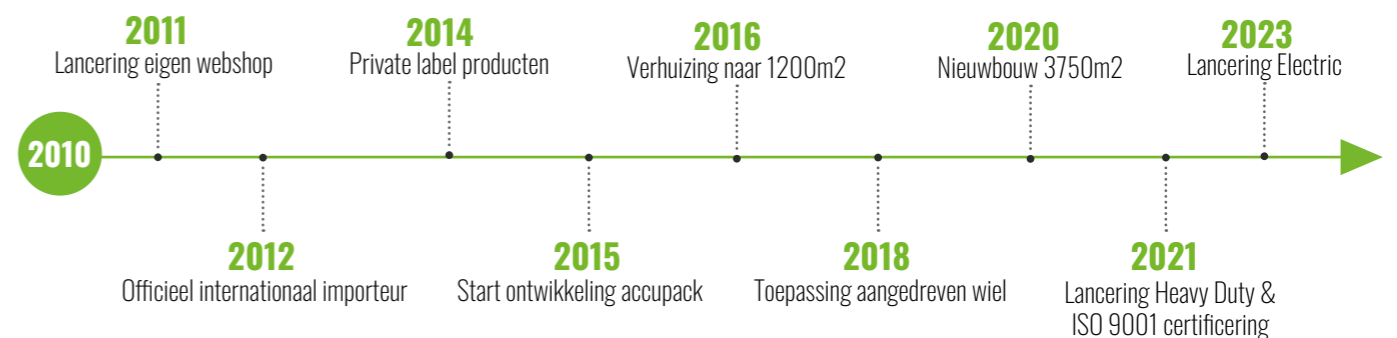 2010
2011
Lancering eigen webshop
2012
Officieel internationaal importeur
2014
Private label producten
2015
Start ontwikkeling accupack
2016
Verhuizing naar 1200m2
2018
Toepassing aangedreven wiel
2020
Nieuwbouw 3750m2
2021
Lancering Heavy Duty &
ISO 9001 certificering
2023
Lancering Electric